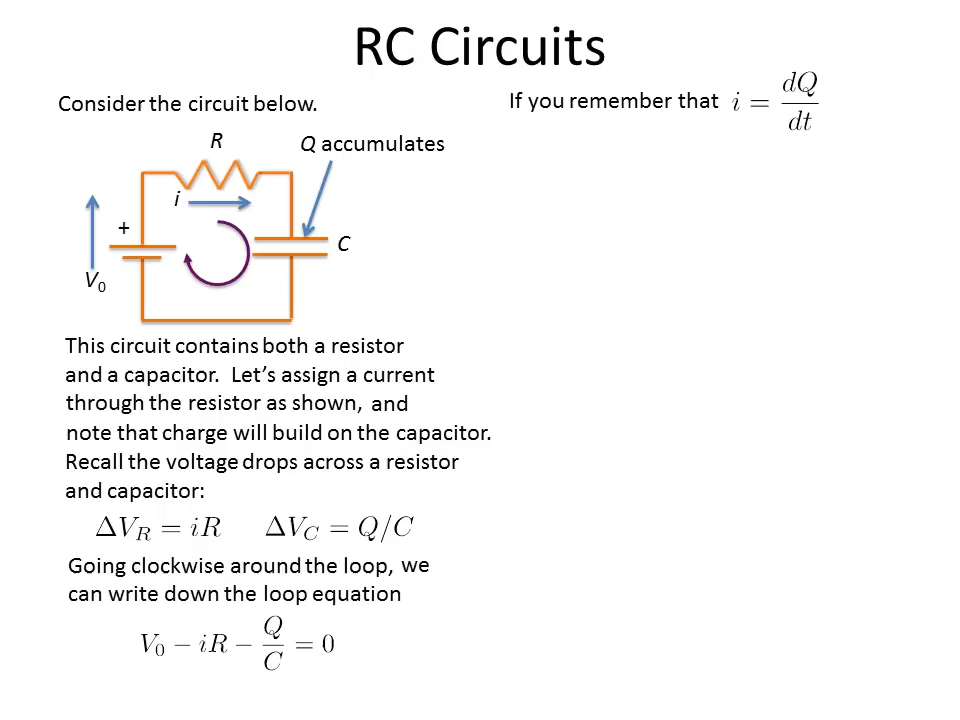 RC Circuits
Consider the circuit below.
R
Q accumulates
i
+
C
V₀
This circuit contains both a resistor
and a capacitor. Let’s assign a current
through the resistor as shown, and
note that charge will build on the capacitor.
Recall the voltage drops across a resistor
and capacitor:
ΔV_R = iR ΔV_C = Q/C
Going clockwise around the loop, we
can write down the loop equation
V₀ − iR − Q/C = 0
If you remember that i = dQ/dt